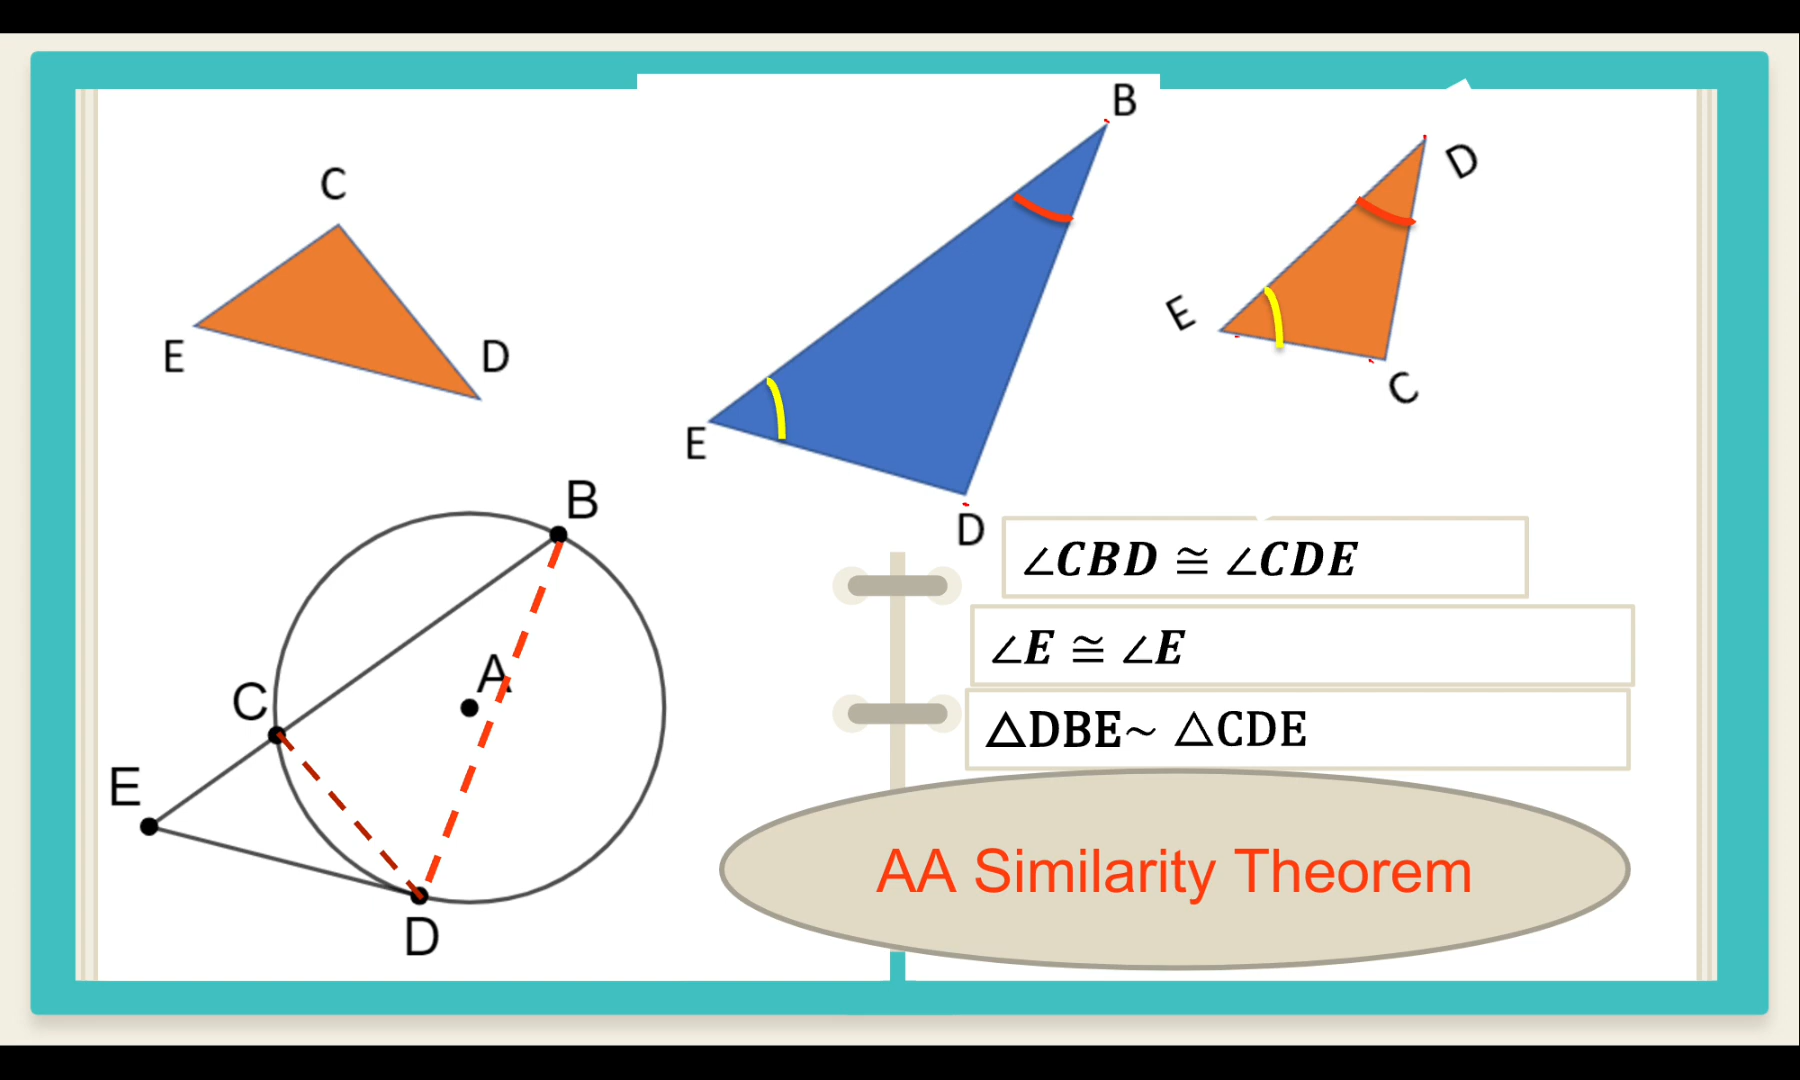 C
E
D
B
E
D
D
E
C
B
A
C
E
D
∠CBD ≅ ∠CDE
∠E ≅ ∠E
△DBE~ △CDE
AA Similarity Theorem